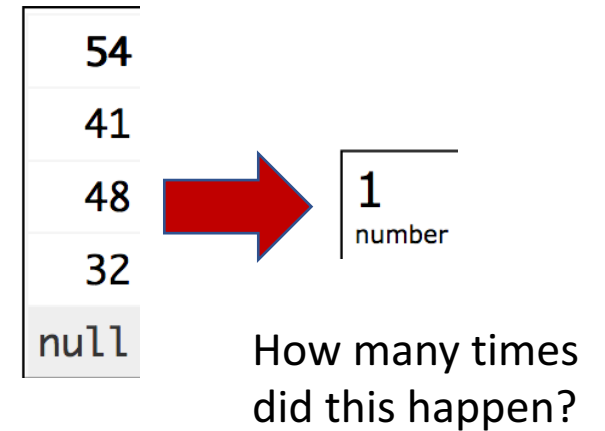 54
41
48
32
null
1
number
How many times
did this happen?